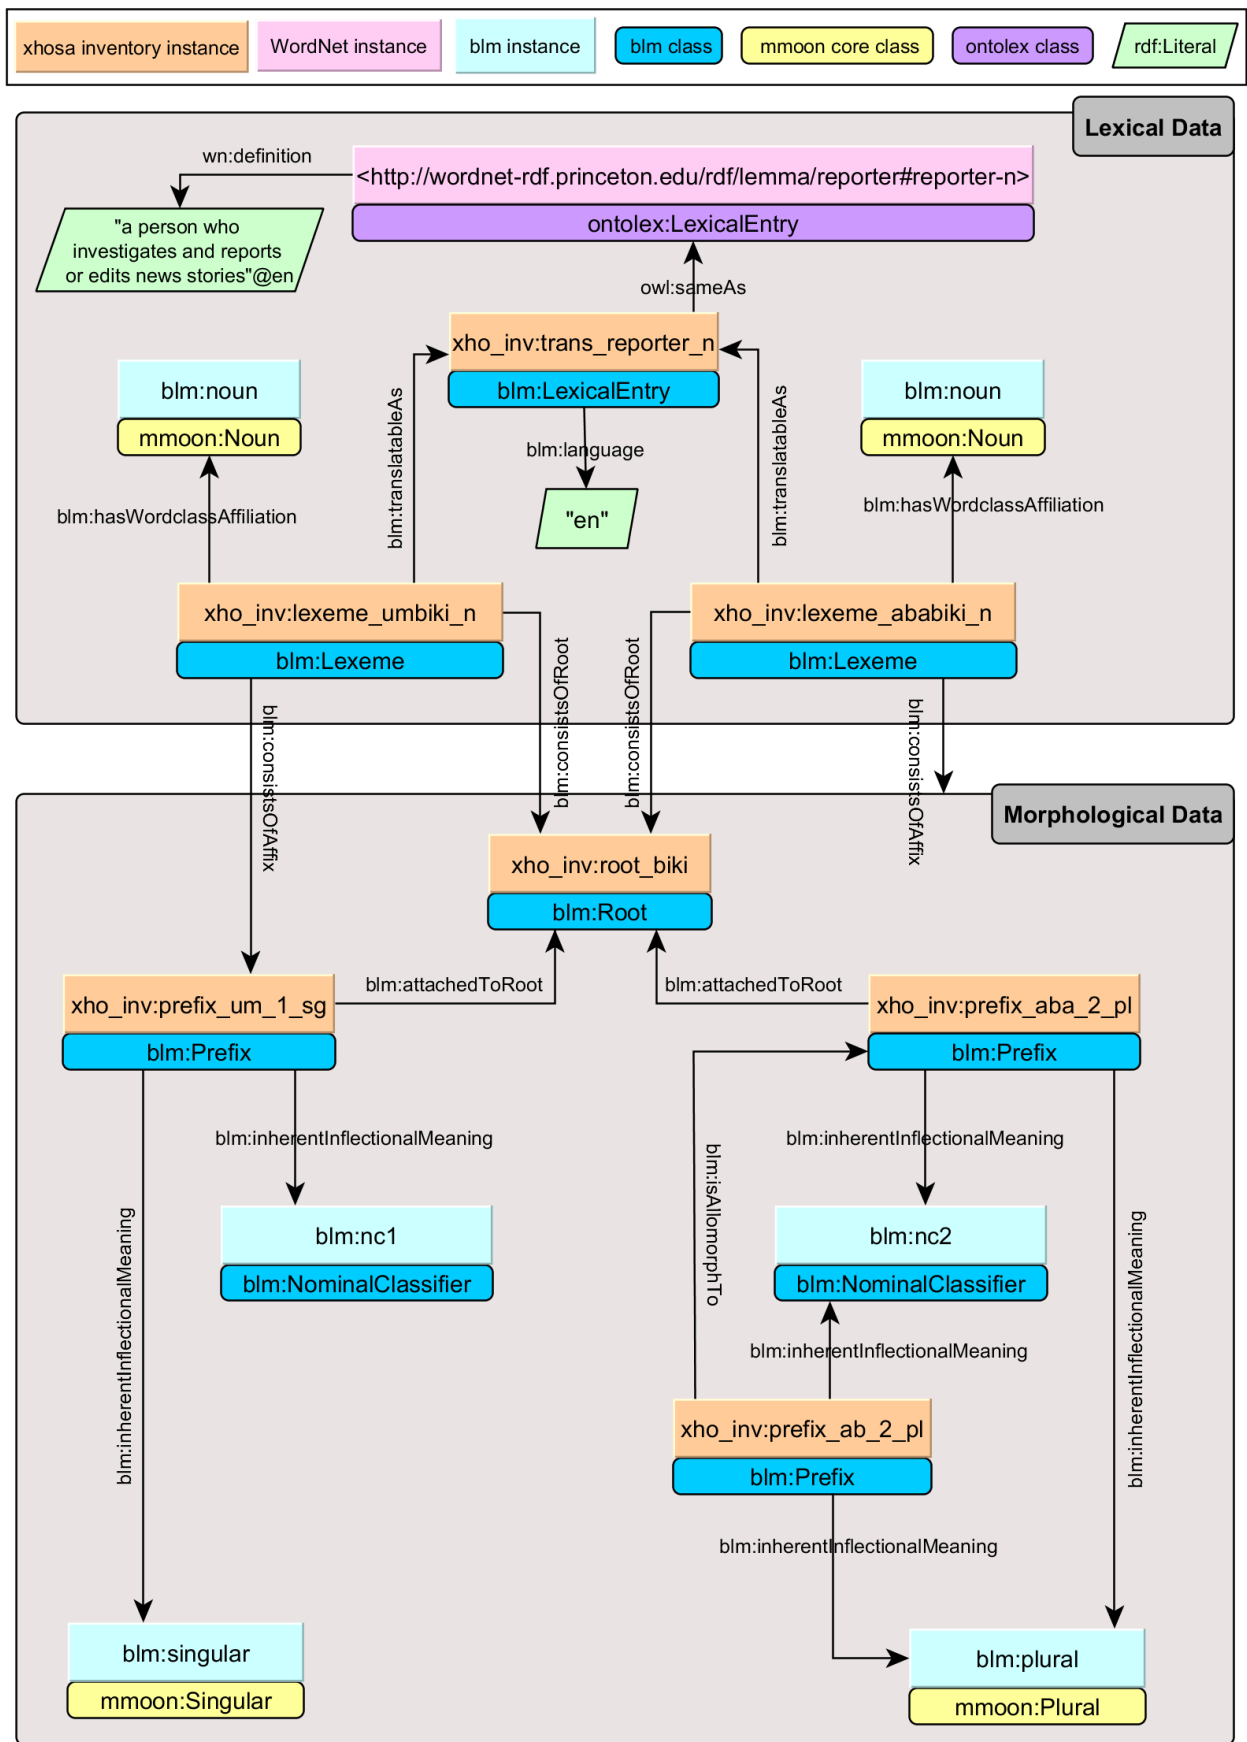 xhosa inventory instance
WordNet instance
blm instance
blm class
mmoon core class
ontolex class
rdf:Literal
Lexical Data
wn:definition
<http://wordnet-rdf.princeton.edu/rdf/lemma/reporter#reporter-n>
ontolex:LexicalEntry
"a person who
investigates and reports
or edits news stories"@en
owl:sameAs
xho_inv:trans_reporter_n
blm:LexicalEntry
blm:noun
mmoon:Noun
blm:noun
mmoon:Noun
blm:translatableAs
blm:language
blm:translatableAs
"en"
blm:hasWordclassAffiliation
blm:hasWordclassAffiliation
xho_inv:lexeme_umbiki_n
blm:Lexeme
xho_inv:lexeme_ababiki_n
blm:Lexeme
blm:consistsOfAffix
blm:consistsOfRoot
blm:consistsOfRoot
blm:consistsOfAffix
Morphological Data
xho_inv:root_biki
blm:Root
xho_inv:prefix_um_1_sg
blm:Prefix
blm:attachedToRoot
blm:attachedToRoot
xho_inv:prefix_aba_2_pl
blm:Prefix
blm:inherentInflectionalMeaning
blm:inherentInflectionalMeaning
blm:isAllomorphTo
blm:nc1
blm:NominalClassifier
blm:nc2
blm:NominalClassifier
blm:inherentInflectionalMeaning
blm:inherentInflectionalMeaning
blm:inherentInflectionalMeaning
xho_inv:prefix_ab_2_pl
blm:Prefix
blm:inherentInflectionalMeaning
blm:singular
mmoon:Singular
blm:plural
mmoon:Plural